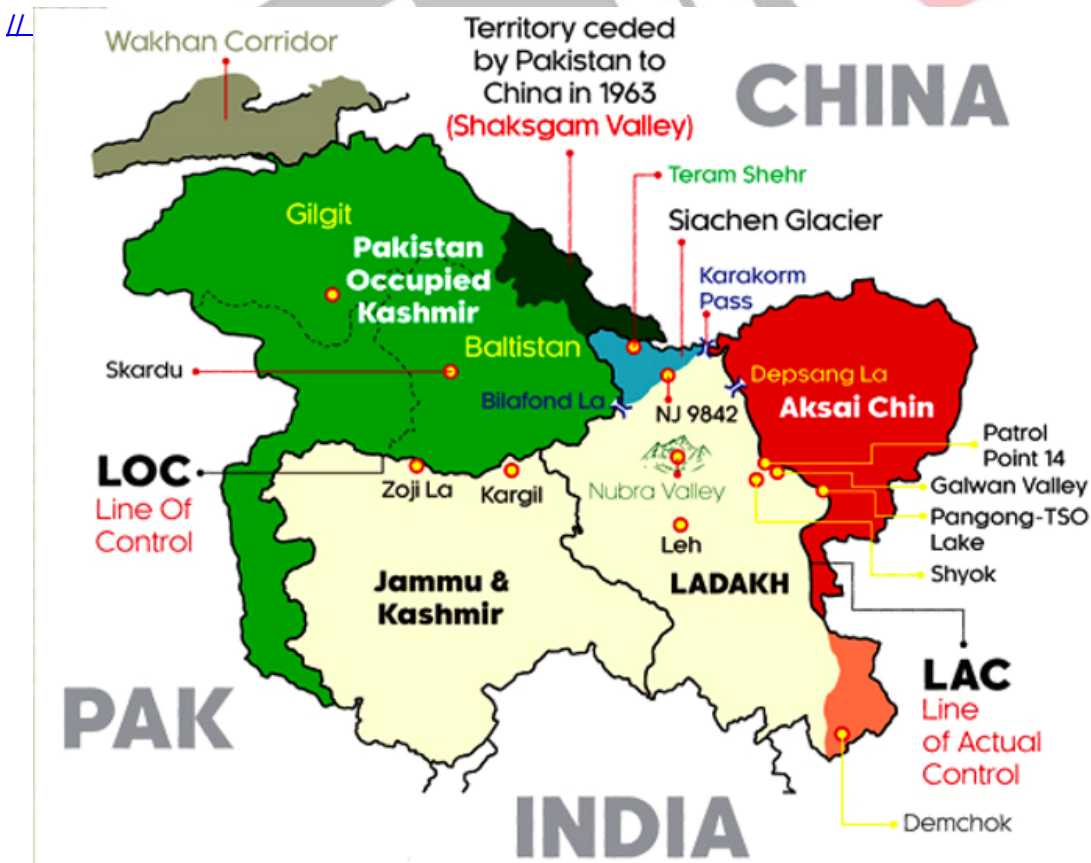 //
Wakhan Corridor
Territory ceded
by Pakistan to
China in 1963
(Shaksgam Valley)
CHINA
Teram Shehr
Siachen Glacier
Gilgit
Pakistan
Occupied
Kashmir
Karakorm
Pass
Baltistan
Skardu
Depsang La
Bilafond La
Aksai Chin
NJ 9842
Patrol
Point 14
LOC
Line Of
Control
Zoji La
Kargil
Nubra Valley
Galwan Valley
Pangong-TSO
Lake
Leh
Shyok
Jammu &
Kashmir
LADAKH
LAC
Line
of Actual
Control
PAK
INDIA
Demchok